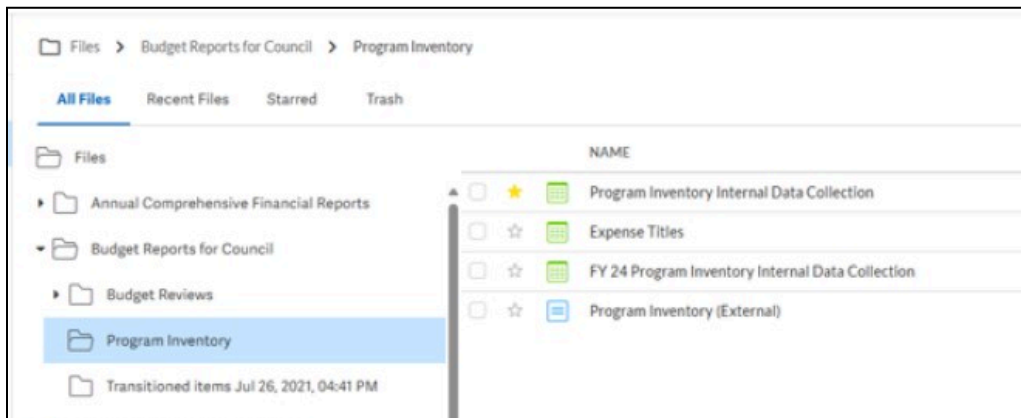 Files > Budget Reports for Council > Program Inventory
All Files Recent Files Starred Trash
Files
Annual Comprehensive Financial Reports
Budget Reports for Council
Budget Reviews
Program Inventory
Transitioned items Jul 26, 2021, 04:41 PM
NAME
Program Inventory Internal Data Collection
Expense Titles
FY 24 Program Inventory Internal Data Collection
Program Inventory (External)